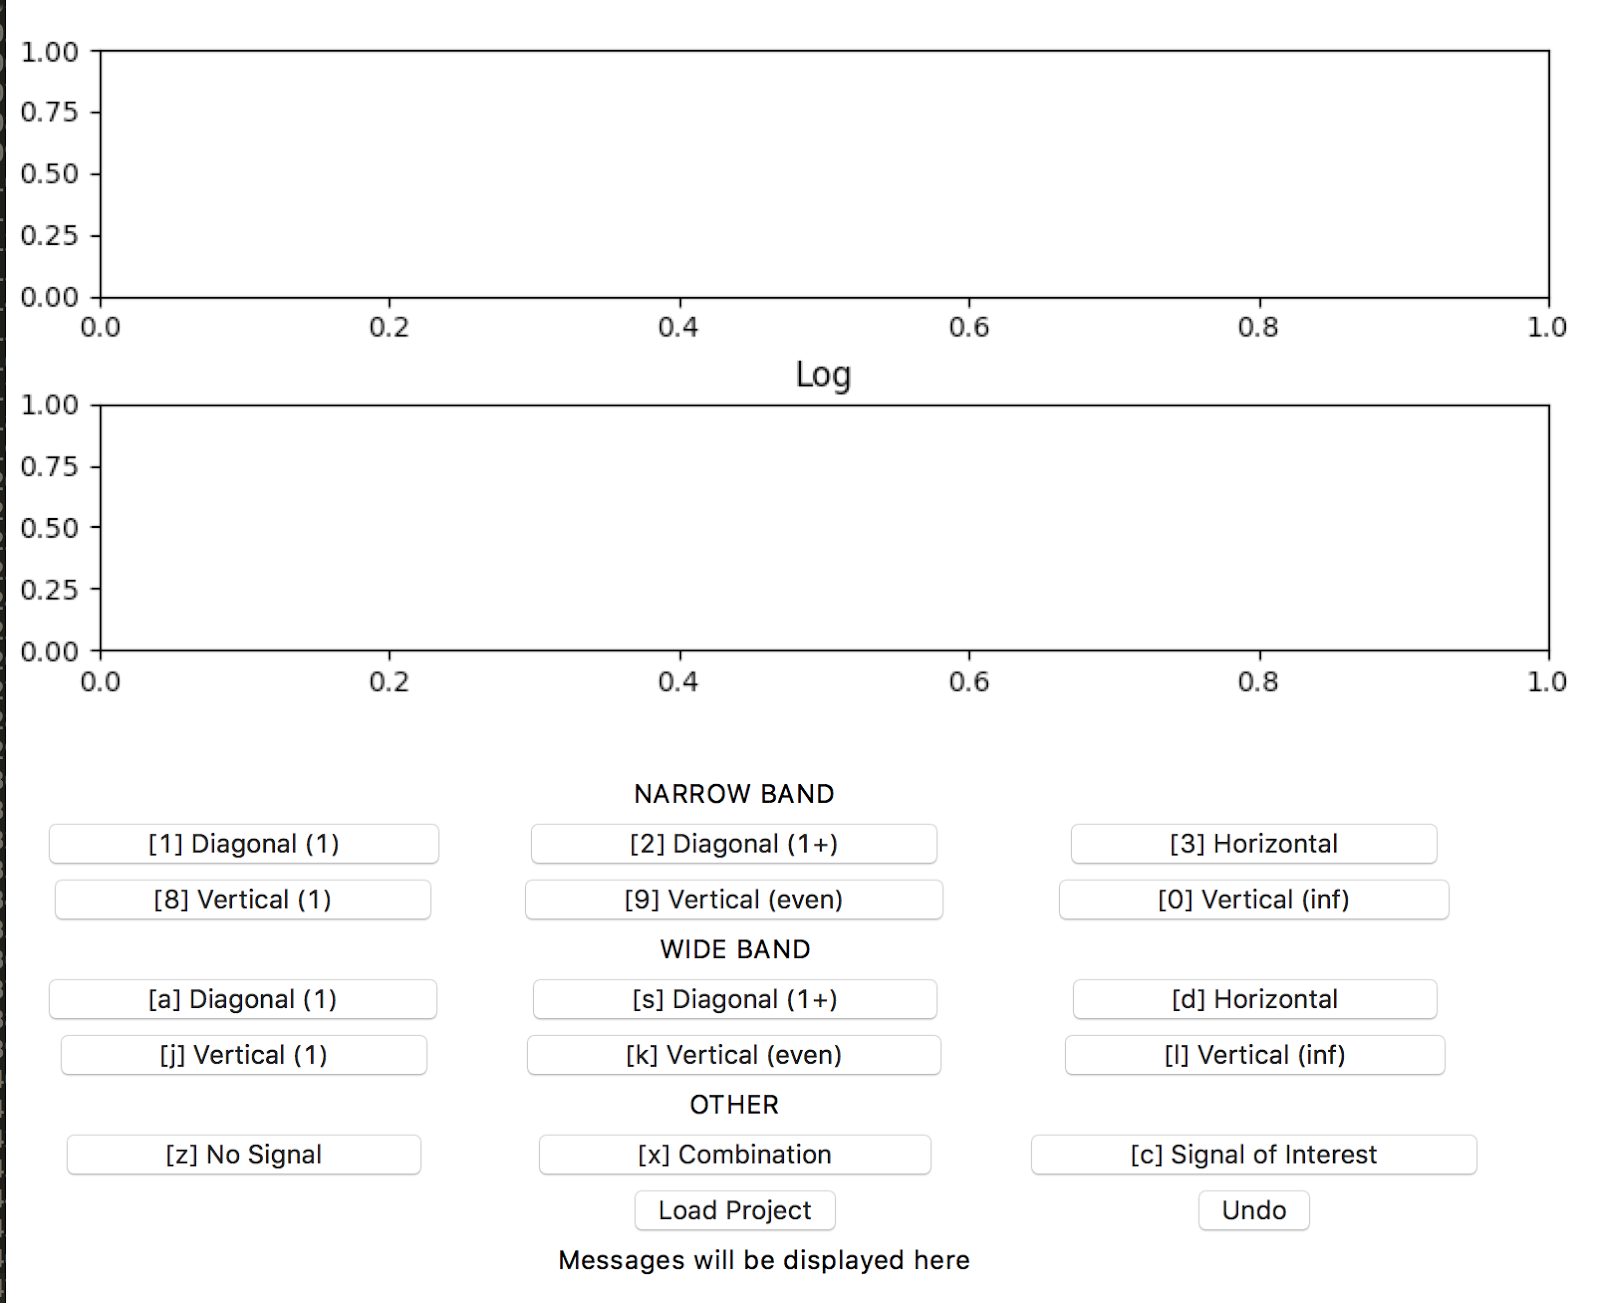 1.00
0.75
0.50
0.25
0.00
0.0 0.2 0.4 0.6 0.8 1.0
Log
1.00
0.75
0.50
0.25
0.00
0.0 0.2 0.4 0.6 0.8 1.0
NARROW BAND
[1] Diagonal (1) [2] Diagonal (1+) [3] Horizontal
[8] Vertical (1) [9] Vertical (even) [0] Vertical (inf)
WIDE BAND
[a] Diagonal (1) [s] Diagonal (1+) [d] Horizontal
[j] Vertical (1) [k] Vertical (even) [l] Vertical (inf)
OTHER
[z] No Signal [x] Combination [c] Signal of Interest
Load Project Undo
Messages will be displayed here